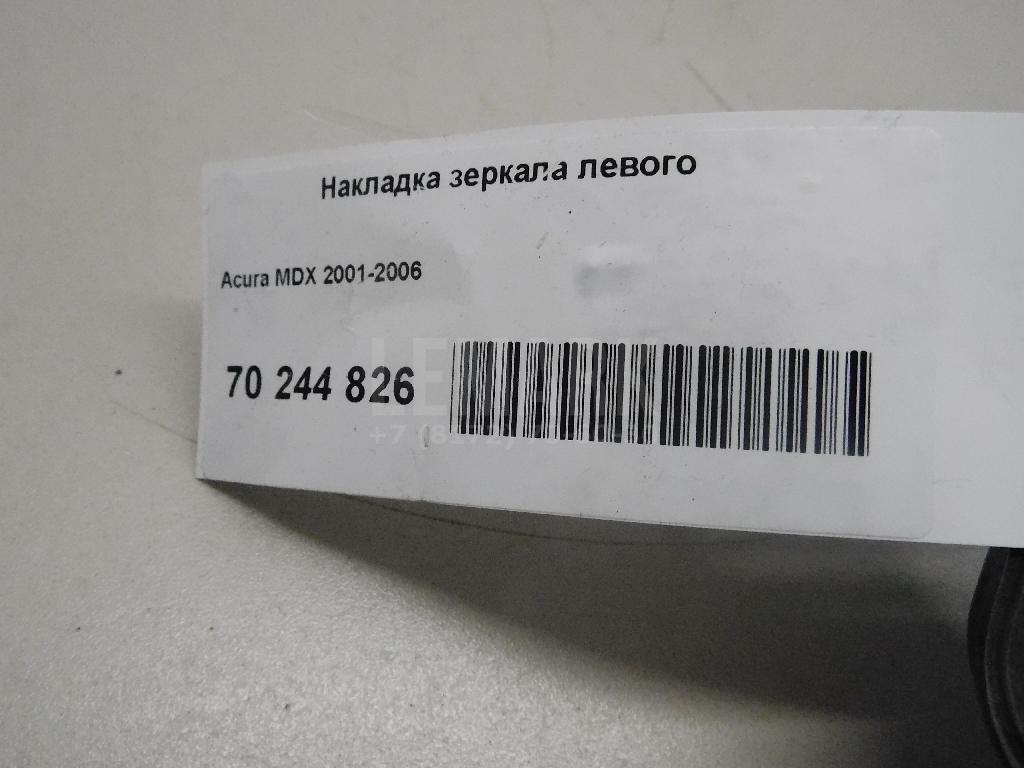 Накладка зеркала левого
Acura MDX 2001-2006
70 244 826